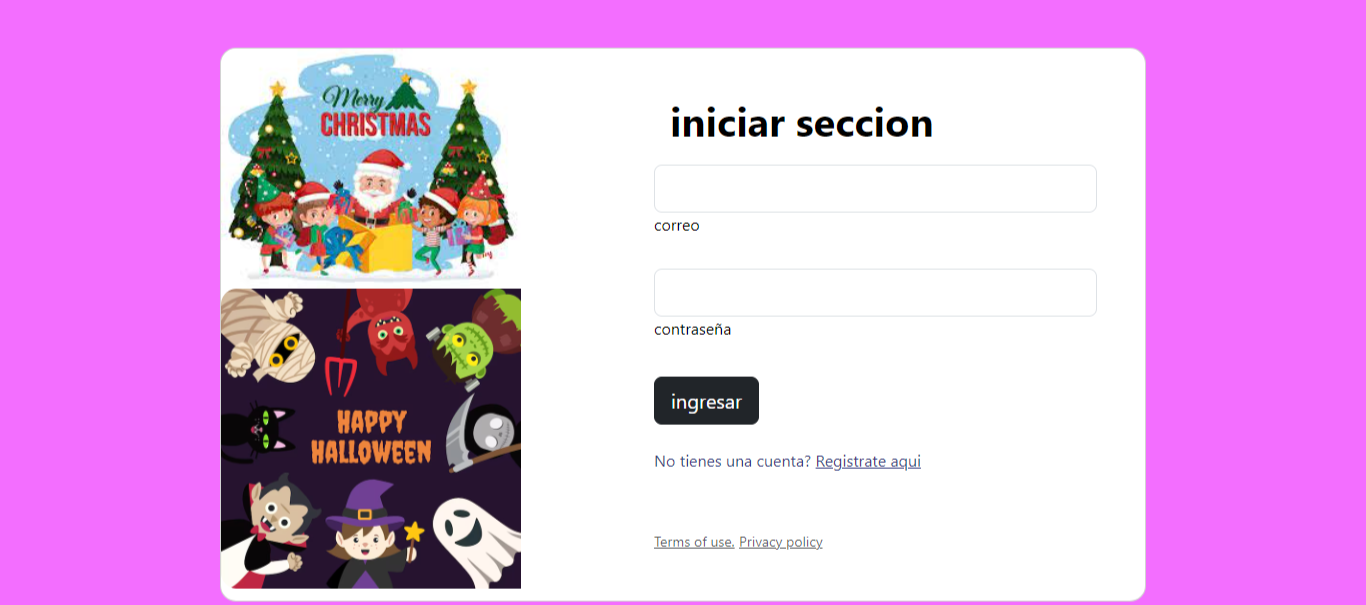 Merry
CHRISTMAS
HAPPY
HALLOWEEN
iniciar seccion
correo
contraseña
ingresar
No tienes una cuenta? Registrate aqui
Terms of use. Privacy policy